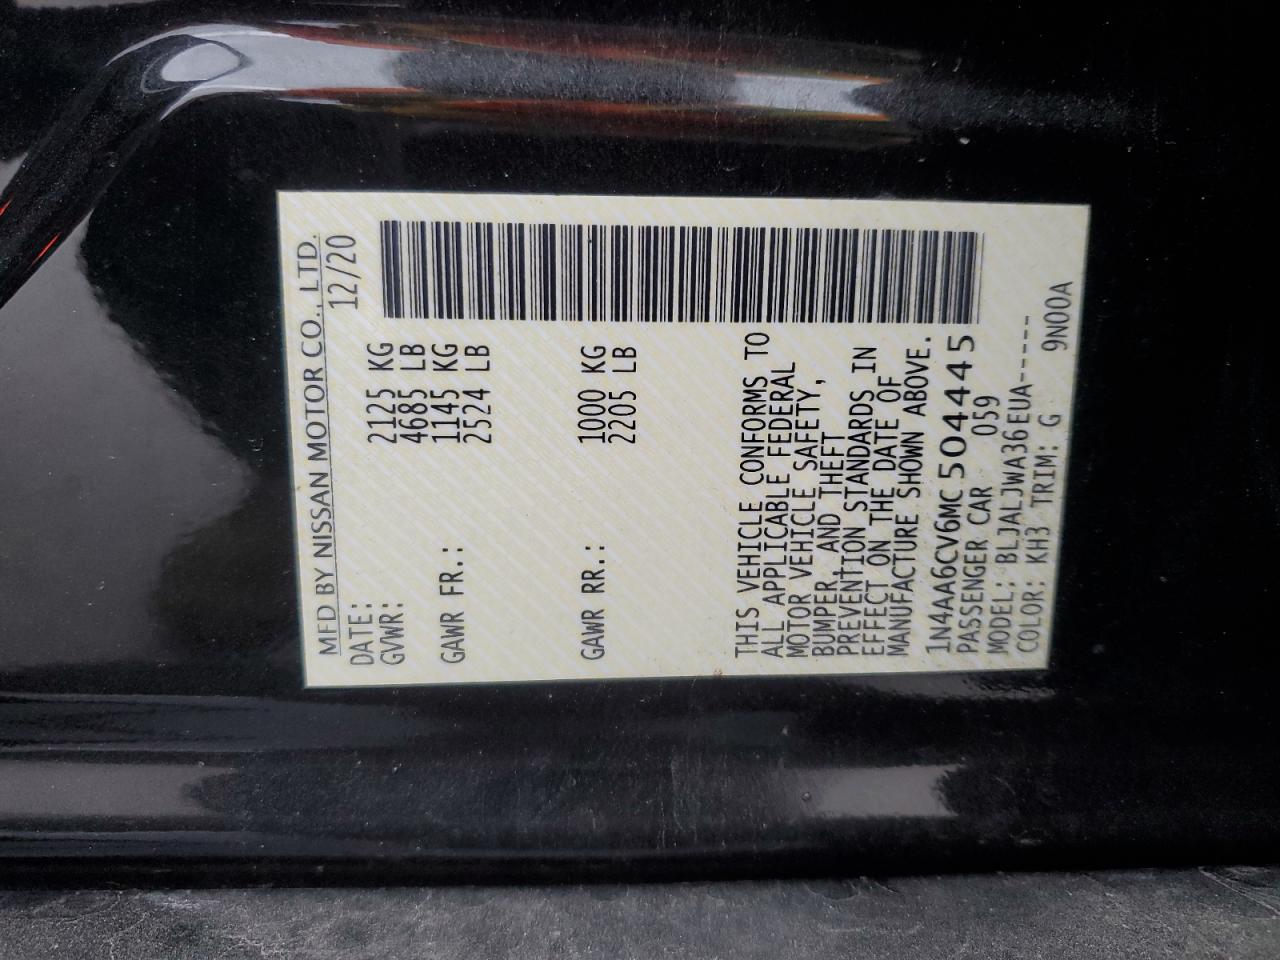 MFD BY NISSAN MOTOR CO., LTD.
DATE: 12/20
GVWR: 2125 KG
4685 LB
GAWR FR.: 1145 KG
2524 LB
GAWR RR.: 1000 KG
2205 LB
THIS VEHICLE CONFORMS TO
ALL APPLICABLE FEDERAL
MOTOR VEHICLE SAFETY,
BUMPER, AND THEFT
PREVENTION STANDARDS IN
EFFECT ON THE DATE OF
MANUFACTURE SHOWN ABOVE.
1N4AA6CV6MC504445
PASSENGER CAR 059
MODEL: BLJALJWA36EUA-----
COLOR: KH3 TRIM: G 9N00A